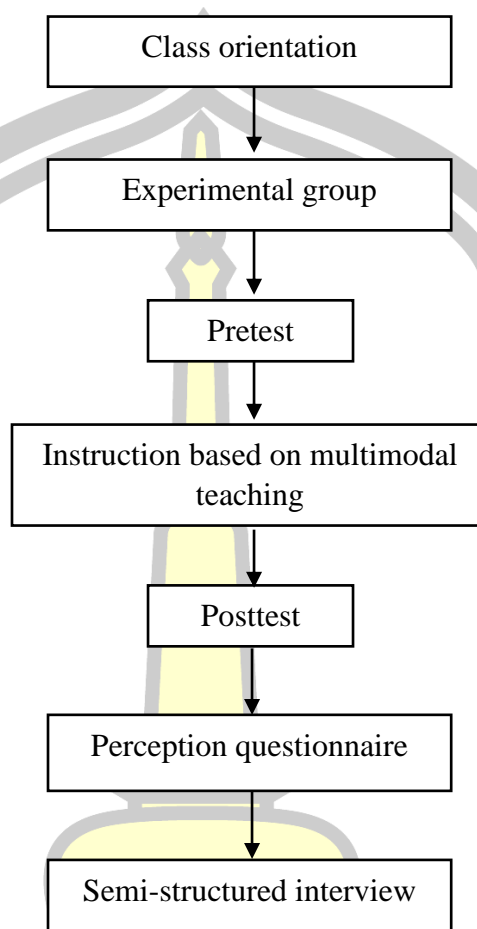 Class orientation
Experimental group
Pretest
Instruction based on multimodal
teaching
Posttest
Perception questionnaire
Semi-structured interview